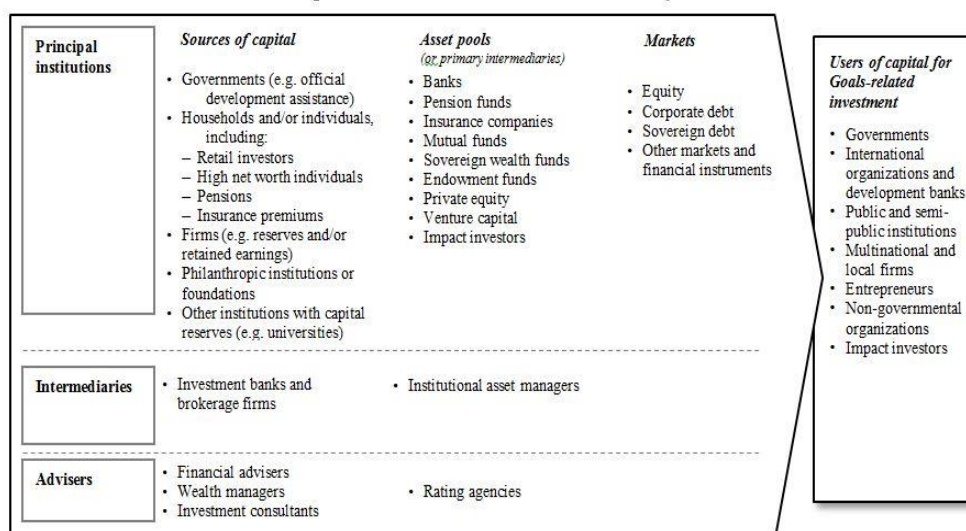 Principal
institutions
Sources of capital
• Governments (e.g. official
development assistance)
• Households and/or individuals,
including:
– Retail investors
– High net worth individuals
– Pensions
– Insurance premiums
• Firms (e.g. reserves and/or
retained earnings)
• Philanthropic institutions or
foundations
• Other institutions with capital
reserves (e.g. universities)
Asset pools
(or primary intermediaries)
• Banks
• Pension funds
• Insurance companies
• Mutual funds
• Sovereign wealth funds
• Endowment funds
• Private equity
• Venture capital
• Impact investors
Markets
• Equity
• Corporate debt
• Sovereign debt
• Other markets and
financial instruments
Intermediaries
• Investment banks and
brokerage firms
• Institutional asset managers
Advisers
• Financial advisers
• Wealth managers
• Investment consultants
• Rating agencies
Users of capital for
Goals-related
investment
• Governments
• International
organizations and
development banks
• Public and semi-
public institutions
• Multinational and
local firms
• Entrepreneurs
• Non-governmental
organizations
• Impact investors